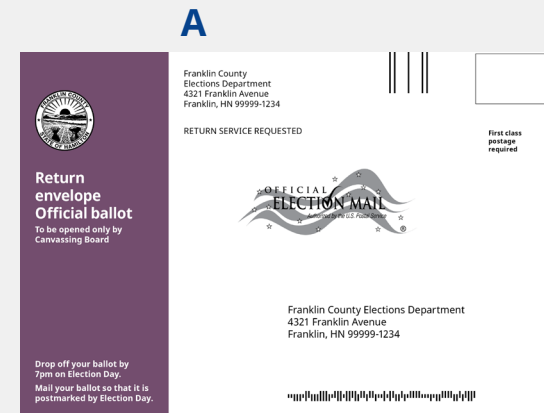 A
Franklin County
Elections Department
4321 Franklin Avenue
Franklin, HN 99999-1234
RETURN SERVICE REQUESTED
First class
postage
required
FRANKLIN COUNTY
STATE OF HAMILTON
Return
envelope
Official ballot
To be opened only by
Canvassing Board
OFFICIAL
ELECTION MAIL
Authorized by the U.S. Postal Service
®
Franklin County Elections Department
4321 Franklin Avenue
Franklin, HN 99999-1234
Drop off your ballot by
7pm on Election Day.
Mail your ballot so that it is
postmarked by Election Day.